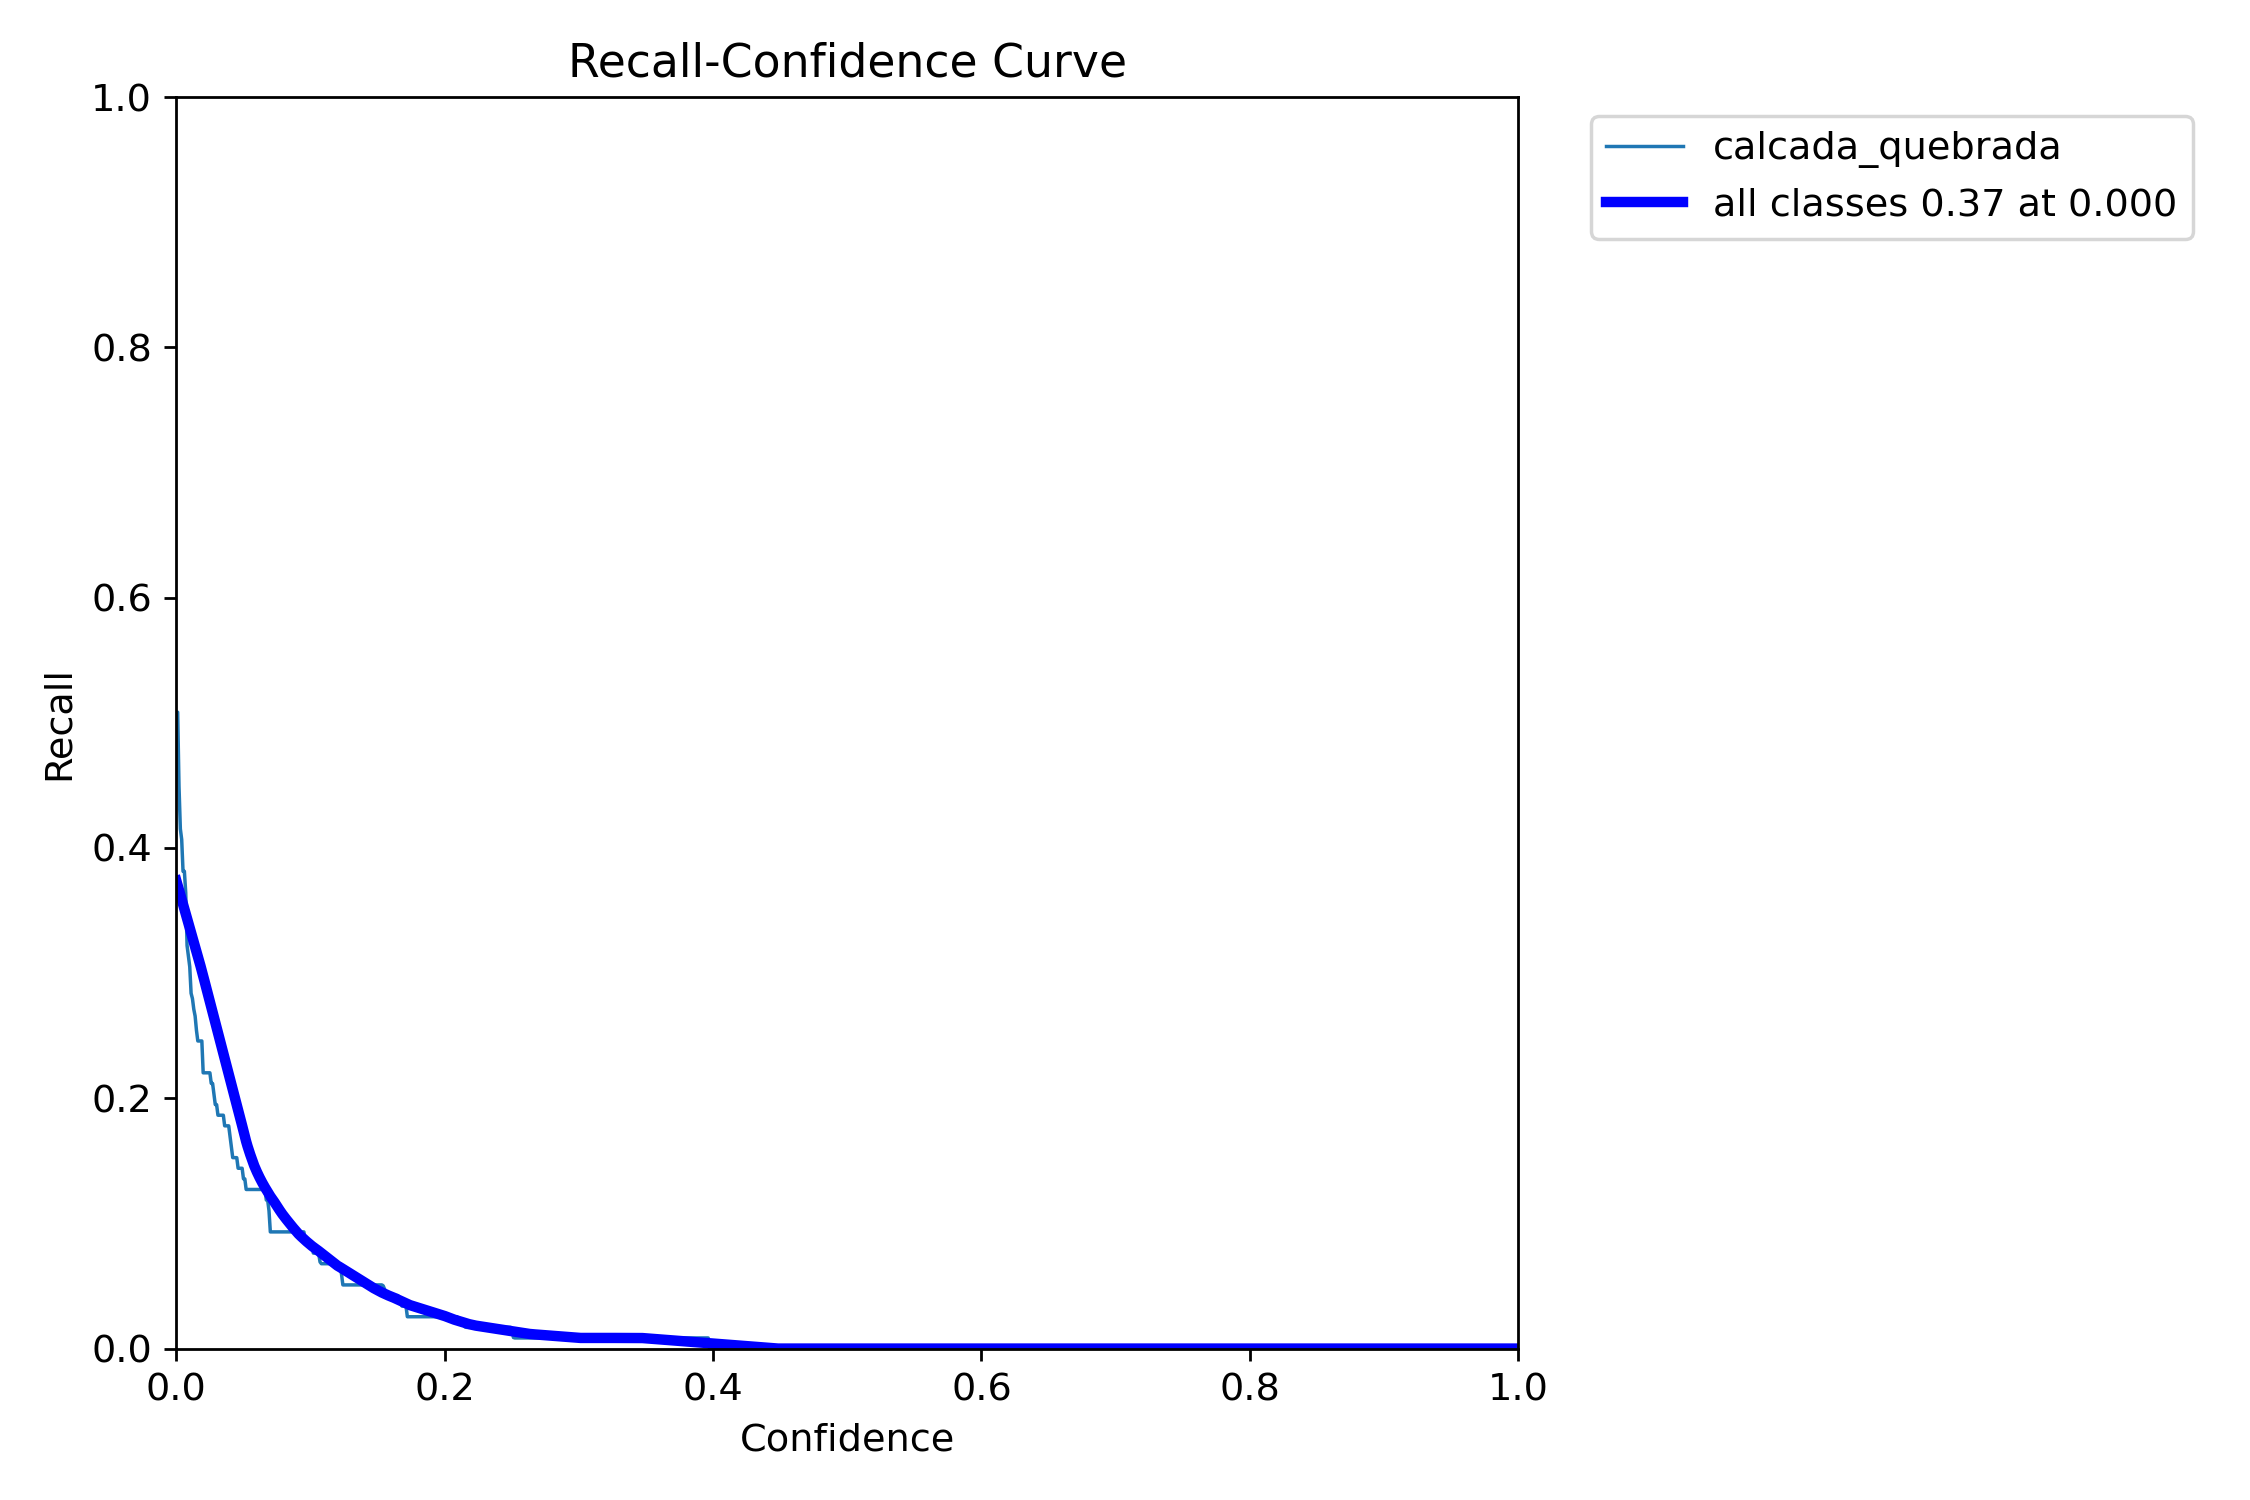 Recall-Confidence Curve
1.0
0.8
0.6
0.4
0.2
0.0
Recall
0.0 0.2 0.4 0.6 0.8 1.0
Confidence
calcada_quebrada
all classes 0.37 at 0.000